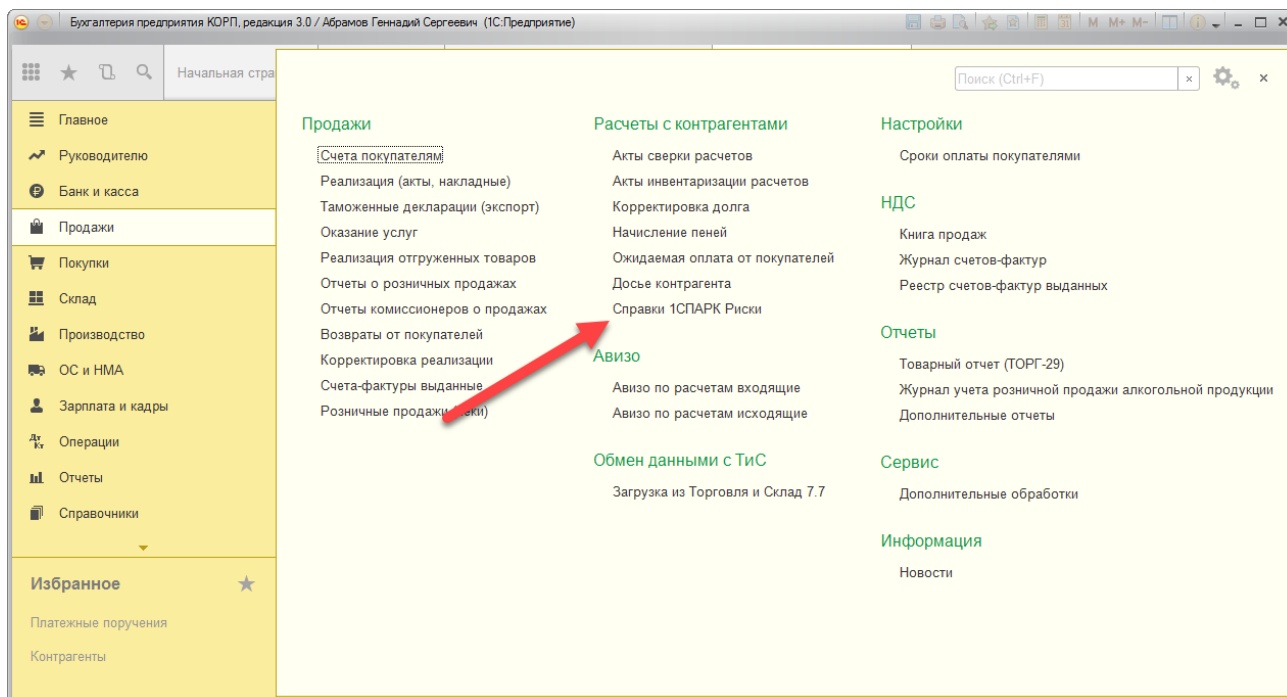 Бухгалтерия предприятия КОРП, редакция 3.0 / Абрамов Геннадий Сергеевич (1С:Предприятие)
M M+ M-
Начальная стра
Поиск (Ctrl+F)
Главное
Руководителю
Банк и касса
Продажи
Покупки
Склад
Производство
ОС и НМА
Зарплата и кадры
Дт Кт
Операции
Отчеты
Справочники
Избранное
Платежные поручения
Контрагенты
Продажи
Счета покупателям
Реализация (акты, накладные)
Таможенные декларации (экспорт)
Оказание услуг
Реализация отгруженных товаров
Отчеты о розничных продажах
Отчеты комиссионеров о продажах
Возвраты от покупателей
Корректировка реализации
Счета-фактуры выданные
Розничные продажи
Расчеты с контрагентами
Акты сверки расчетов
Акты инвентаризации расчетов
Корректировка долга
Начисление пеней
Ожидаемая оплата от покупателей
Досье контрагента
Справки 1СПАРК Риски
Авизо
Авизо по расчетам входящие
Авизо по расчетам исходящие
Обмен данными с ТиС
Загрузка из Торговля и Склад 7.7
Настройки
Сроки оплаты покупателями
НДС
Книга продаж
Журнал счетов-фактур
Реестр счетов-фактур выданных
Отчеты
Товарный отчет (ТОРГ-29)
Журнал учета розничной продажи алкогольной продукции
Дополнительные отчеты
Сервис
Дополнительные обработки
Информация
Новости